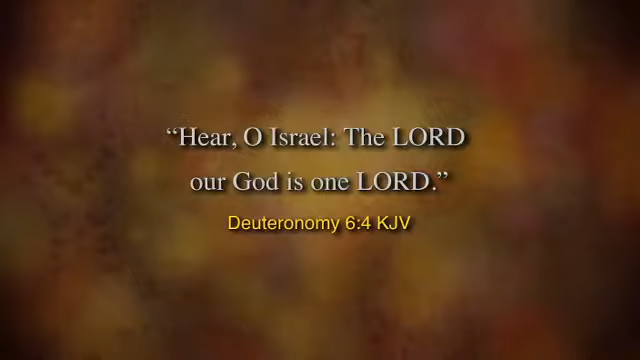 “Hear, O Israel: The LORD
our God is one LORD.”
Deuteronomy 6:4 KJV